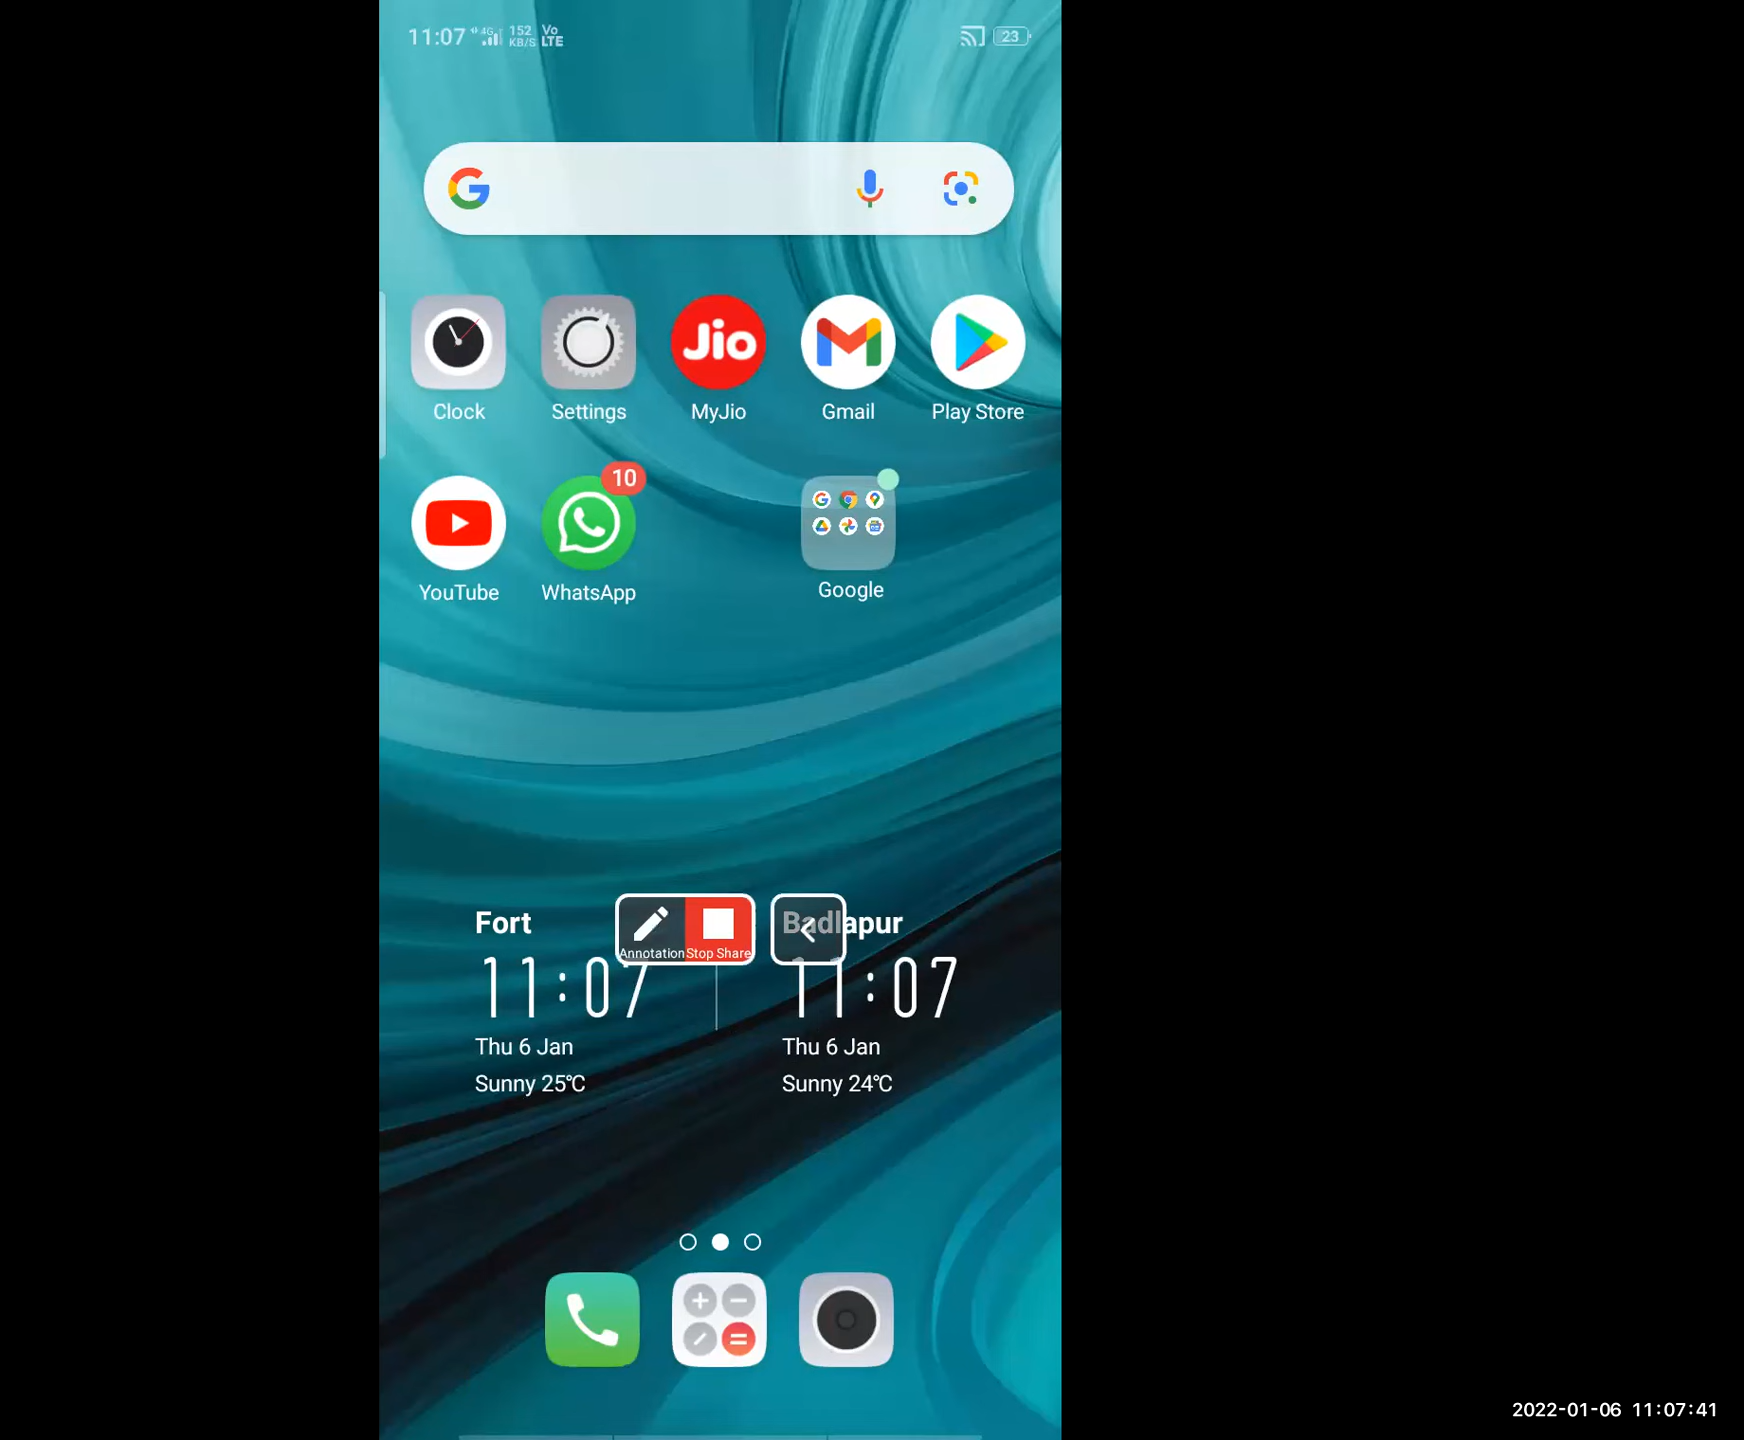 11:07 4G 152 KB/S Vo LTE 23
Clock Settings MyJio Gmail Play Store
Jio
10
YouTube WhatsApp Google
Fort Badlapur
Annotation Stop Share
11:07 11:07
Thu 6 Jan Thu 6 Jan
Sunny 25℃ Sunny 24℃
2022-01-06 11:07:41